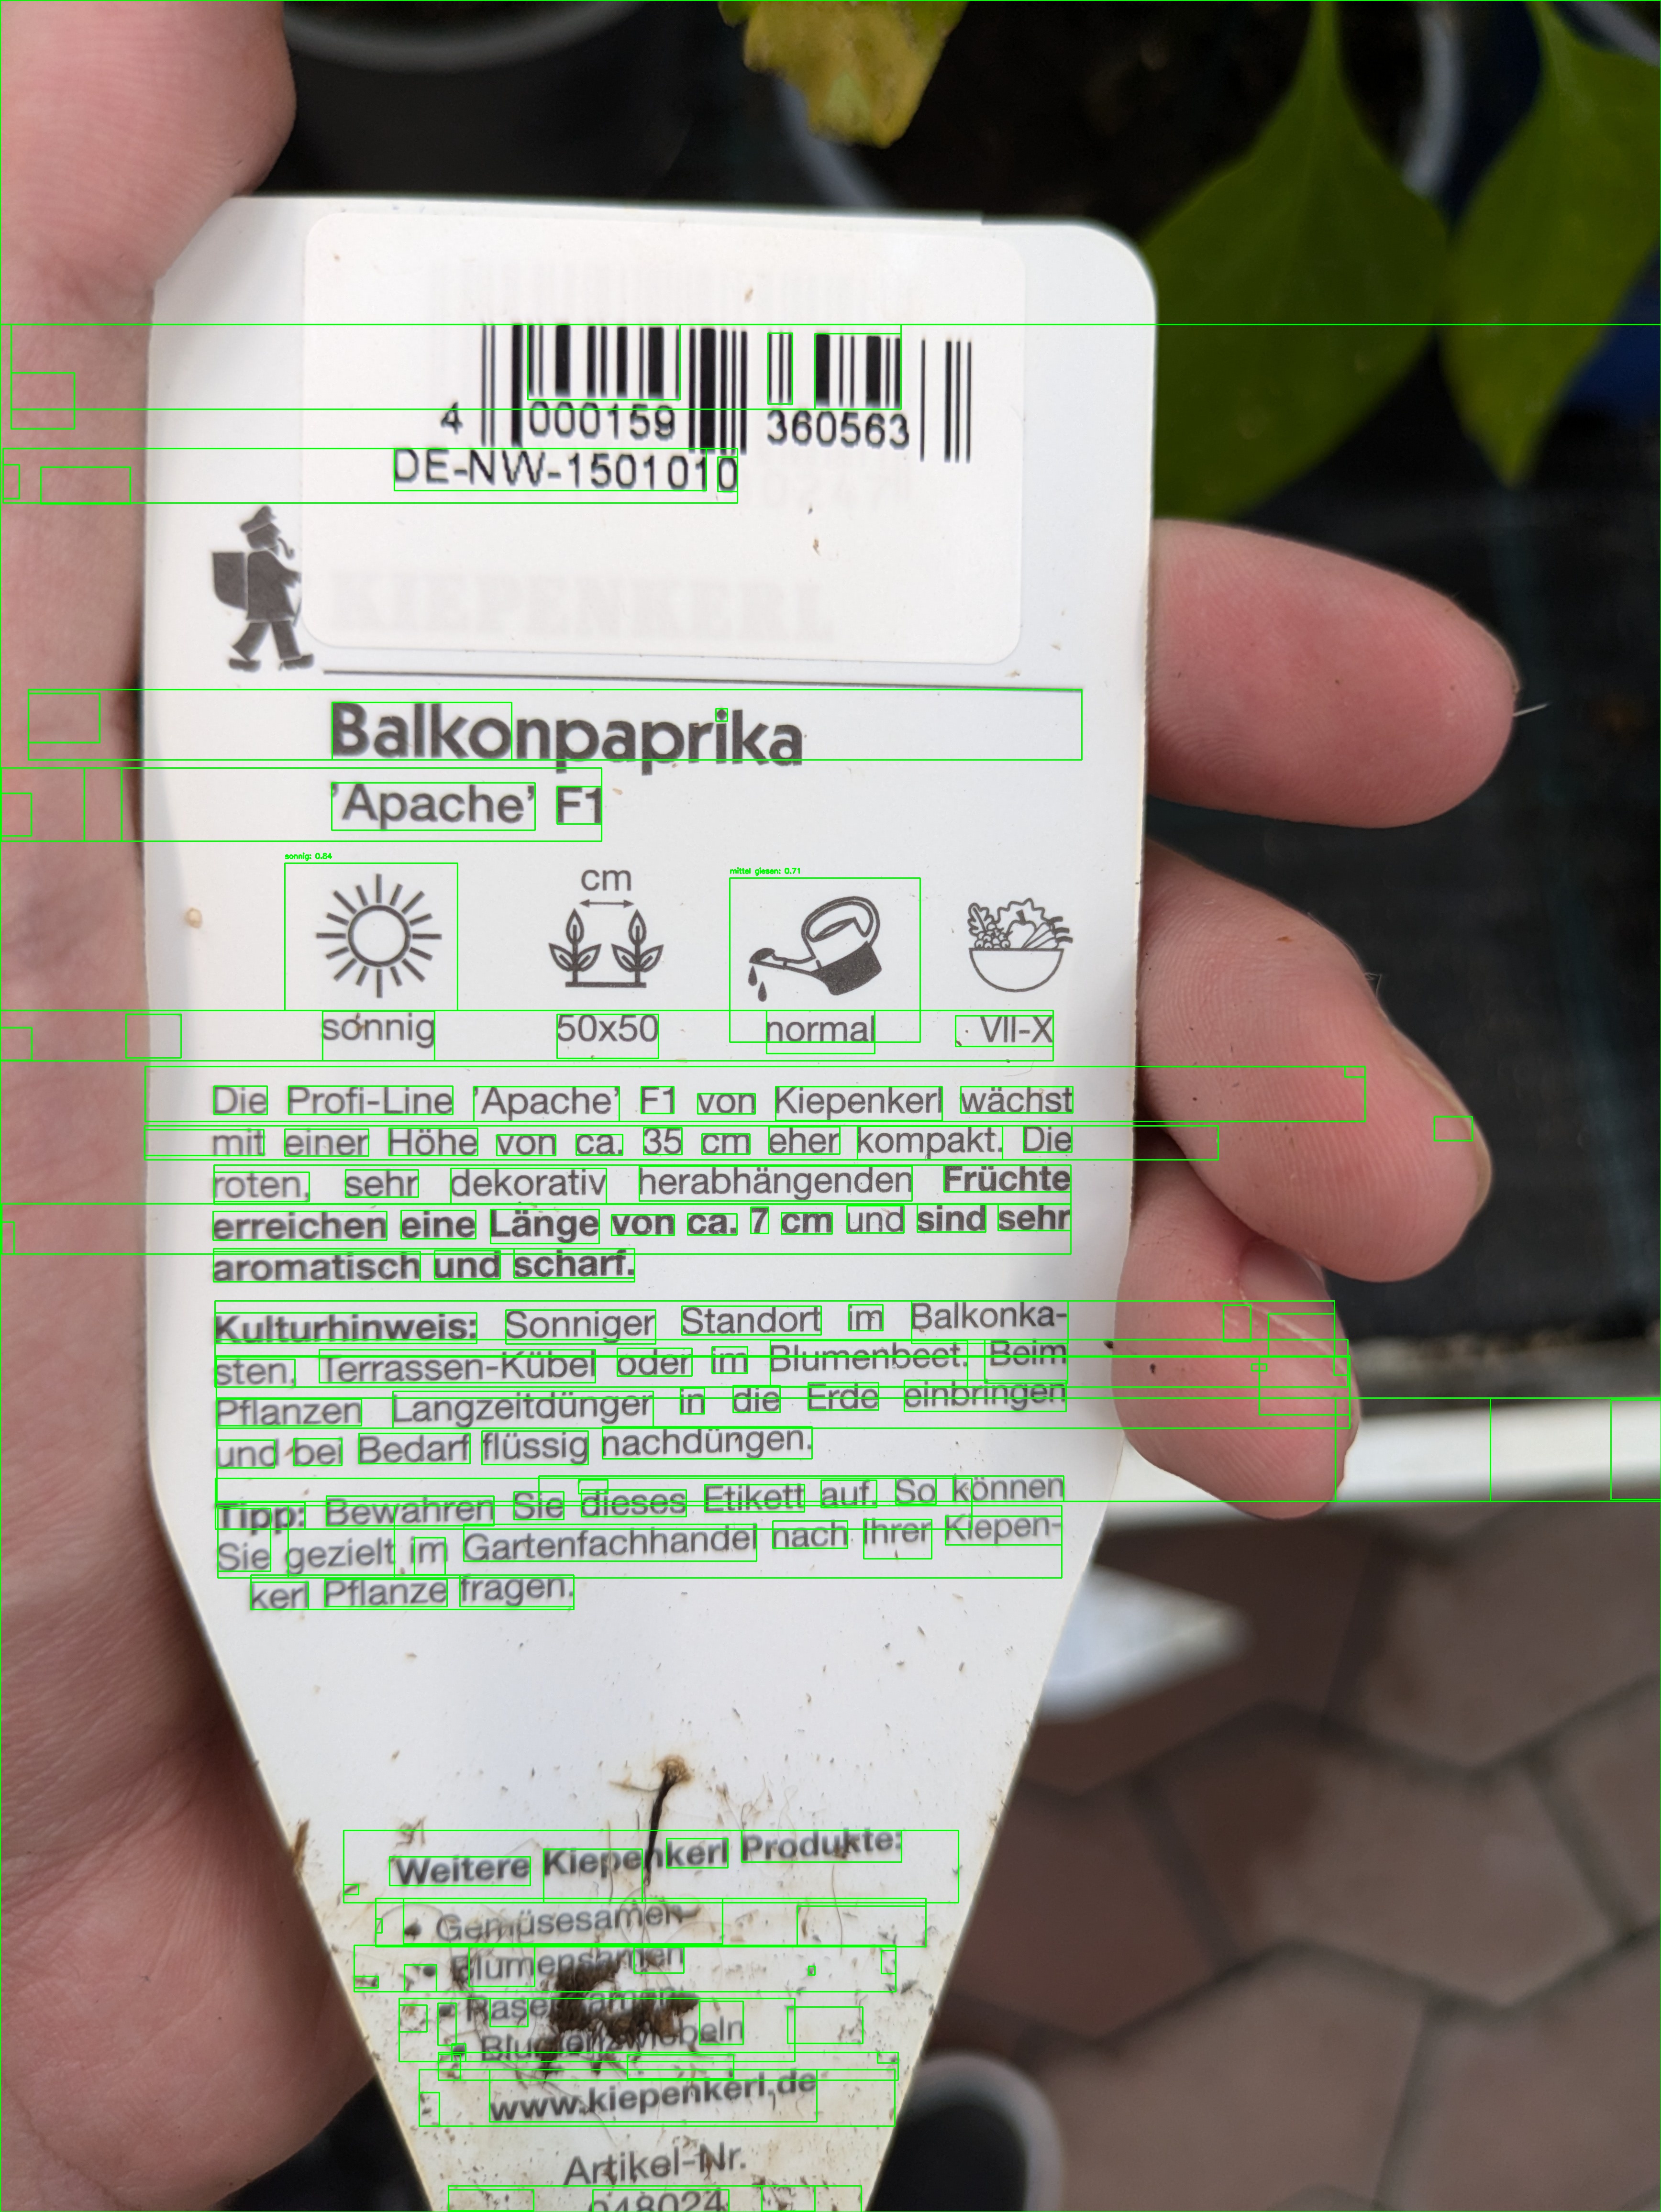 4 000159 360563
DE-NW-1501010
KIEPENKERL
Balkonpaprika
'Apache' F1
sonnig: 0.84
mittel giesen: 0.71
cm
sonnig 50x50 normal VII-X
Die Profi-Line 'Apache' F1 von Kiepenkerl wächst
mit einer Höhe von ca. 35 cm eher kompakt. Die
roten, sehr dekorativ herabhängenden Früchte
erreichen eine Länge von ca. 7 cm und sind sehr
aromatisch und scharf.
Kulturhinweis: Sonniger Standort im Balkonka-
sten, Terrassen-Kübel oder im Blumenbeet. Beim
Pflanzen Langzeitdünger in die Erde einbringen
und bei Bedarf flüssig nachdüngen.
Tipp: Bewahren Sie dieses Etikett auf. So können
Sie gezielt im Gartenfachhandel nach Ihrer Kiepen-
kerl Pflanze fragen.
Weitere Kiepenkerl Produkte:
• Gemüsesamen
• Blumensamen
• Rasensamen
• Blumenzwiebeln
www.kiepenkerl.de
Artikel-Nr.
048024